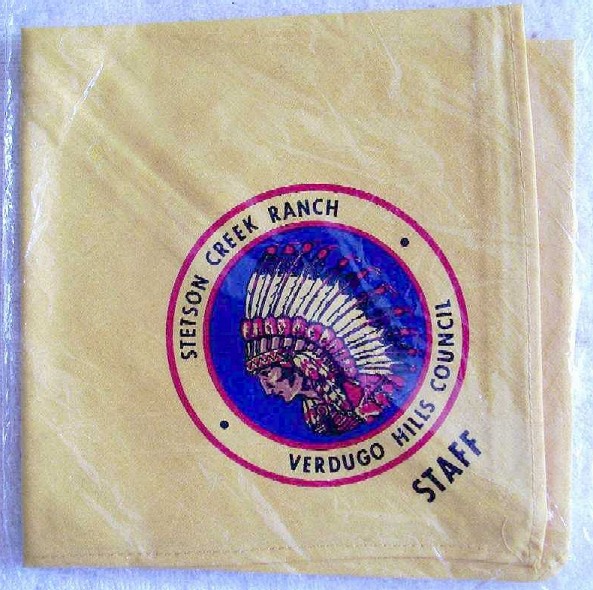 STETSON CREEK RANCH
VERDUGO HILLS COUNCIL
STAFF